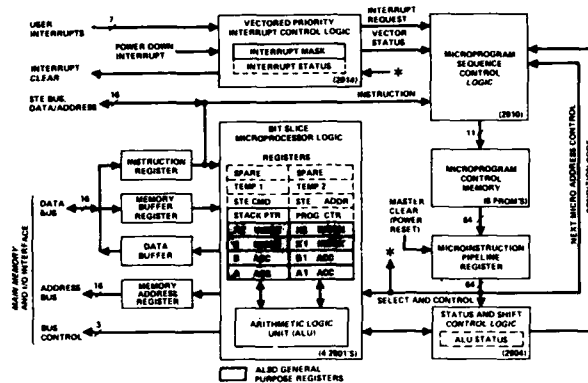 USER INTERRUPTS
7
POWER DOWN INTERRUPT
INTERRUPT CLEAR
VECTORED PRIORITY
INTERRUPT CONTROL LOGIC
INTERRUPT MASK
INTERRUPT STATUS
(2914)
INTERRUPT REQUEST
VECTOR STATUS
*
MICROPROGRAM
SEQUENCE
CONTROL
LOGIC
(2910)
STE BUS,
DATA/ADDRESS
16
INSTRUCTION
11
MICROPROGRAM
CONTROL
MEMORY
PROM'S)
64
MASTER
CLEAR
(POWER
RESET)
MICROINSTRUCTION
PIPELINE
REGISTER
64
*
SELECT AND CONTROL
STATUS AND SHIFT
CONTROL LOGIC
ALU STATUS
(2904)
NEXT MICRO ADDRESS CONTROL
BIT SLICE
MICROPROCESSOR LOGIC
REGISTERS
SPARE SPARE
TEMP 1 TEMP 2
STE CMD STE ADDR
STACK PTR PROG CTR
B ACC B1 ACC
A ACC A1 ACC
ARITHMETIC LOGIC
UNIT (ALU)
(4 2901'S)
INSTRUCTION
REGISTER
MEMORY
BUFFER
REGISTER
DATA
BUFFER
MEMORY
ADDRESS
REGISTER
MAIN MEMORY
AND I/O INTERFACE
DATA
BUS
16
ADDRESS
BUS
16
BUS
CONTROL
3
ALSO GENERAL
PURPOSE REGISTERS